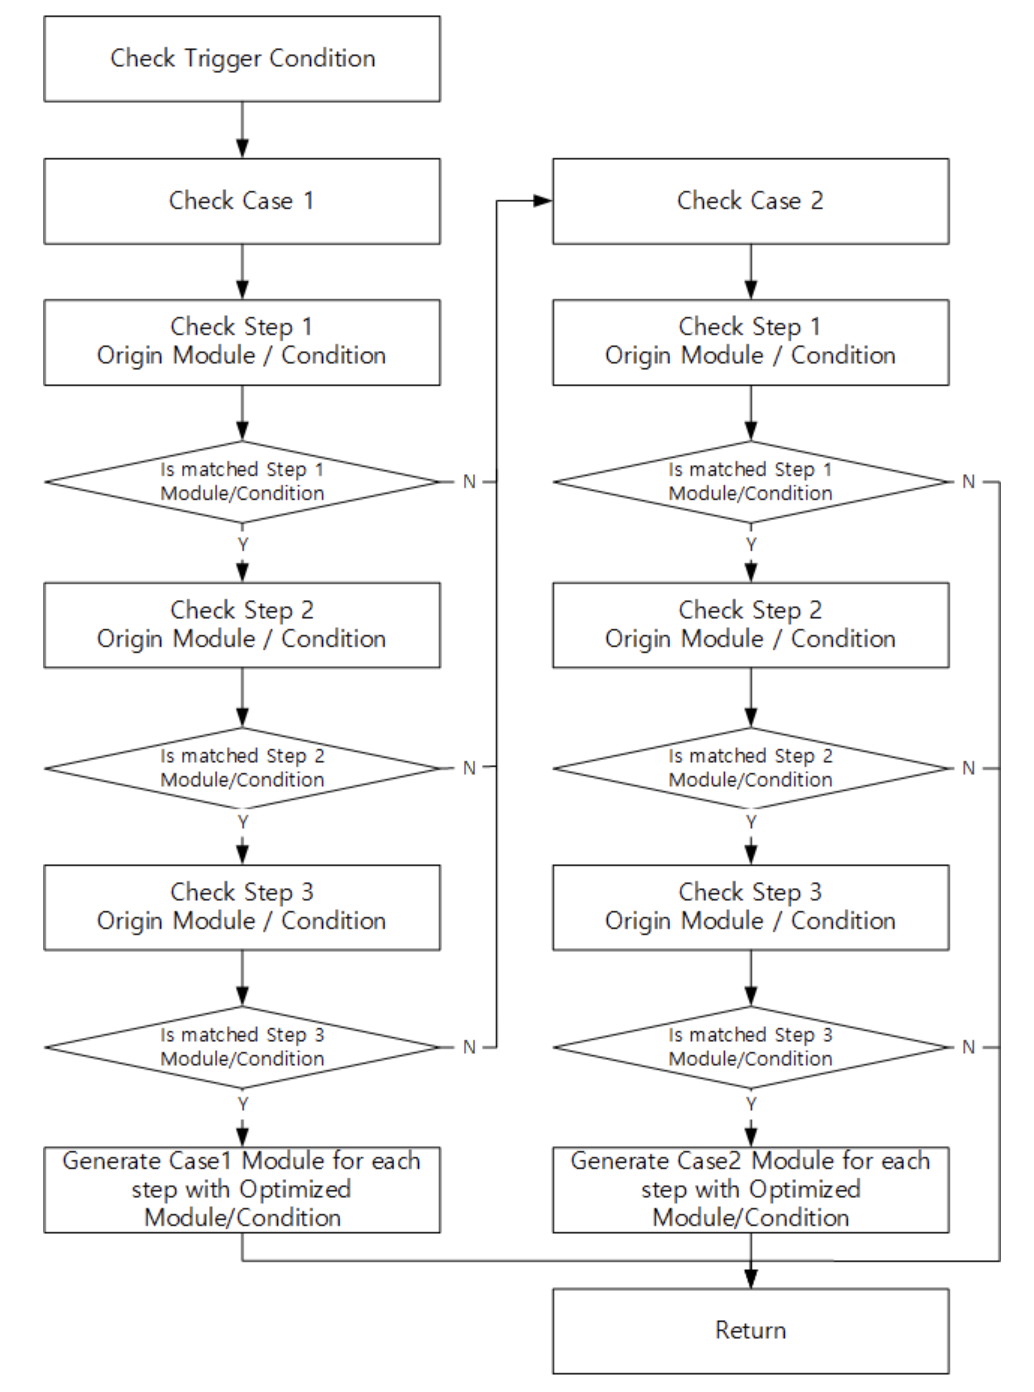 Check Trigger Condition
Check Case 1
Check Step 1
Origin Module / Condition
Is matched Step 1
Module/Condition
N
Y
Check Step 2
Origin Module / Condition
Is matched Step 2
Module/Condition
N
Y
Check Step 3
Origin Module / Condition
Is matched Step 3
Module/Condition
N
Y
Generate Case1 Module for each
step with Optimized
Module/Condition
Check Case 2
Check Step 1
Origin Module / Condition
Is matched Step 1
Module/Condition
N
Y
Check Step 2
Origin Module / Condition
Is matched Step 2
Module/Condition
N
Y
Check Step 3
Origin Module / Condition
Is matched Step 3
Module/Condition
N
Y
Generate Case2 Module for each
step with Optimized
Module/Condition
Return